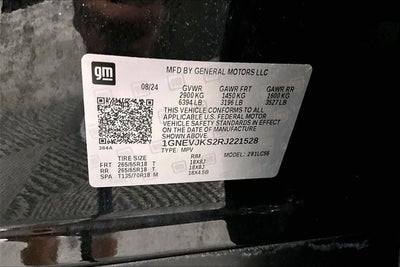 gm
MFD BY GENERAL MOTORS LLC
08/24 GVWR GAWR FRT GAWR RR
2900 KG 1450 KG 1600 KG
6394 LB 3196 LB 3527 LB
THIS VEHICLE CONFORMS TO ALL
APPLICABLE U.S. FEDERAL MOTOR
VEHICLE SAFETY STANDARDS IN EFFECT
ON THE DATE OF MANUFACTURE SHOWN ABOVE.
1GNEVJKS2RJ221528
384A TYPE: MPV MODEL: 281LC56
TIRE SIZE RIM
FRT 265/65R18 T 18X8J
RR 265/65R18 T 18X8J
SPA T135/70R18 M 18X4.5B